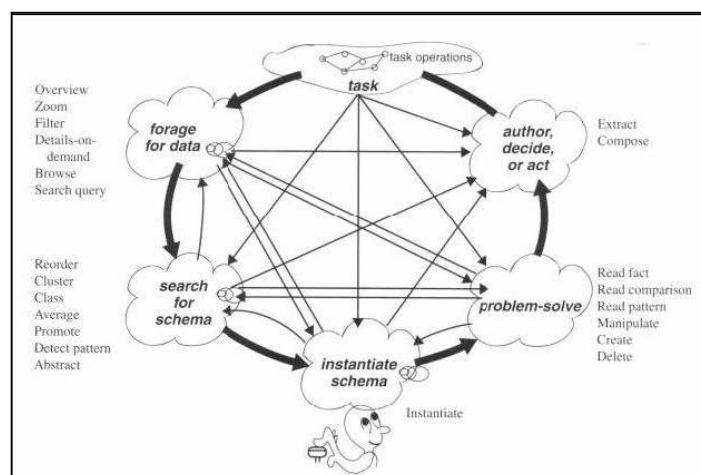 task operations
task
Overview
Zoom
Filter
Details-on-
demand
Browse
Search query
forage
for data
author,
decide,
or act
Extract
Compose
Reorder
Cluster
Class
Average
Promote
Detect pattern
Abstract
search
for
schema
problem-solve
Read fact
Read comparison
Read pattern
Manipulate
Create
Delete
instantiate
schema
Instantiate